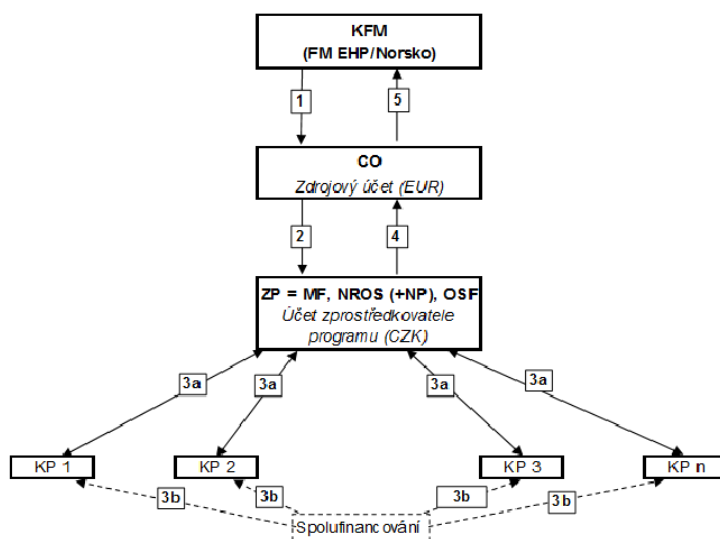 KFM
(FM EHP/Norsko)
1
5
CO
Zdrojový účet (EUR)
2
4
ZP = MF, NROS (+NP), OSF
Účet zprostředkovatele
programu (CZK)
3a
3a
3a
3a
KP 1
KP 2
KP 3
KP n
3b
3b
3b
3b
Spolufinancování